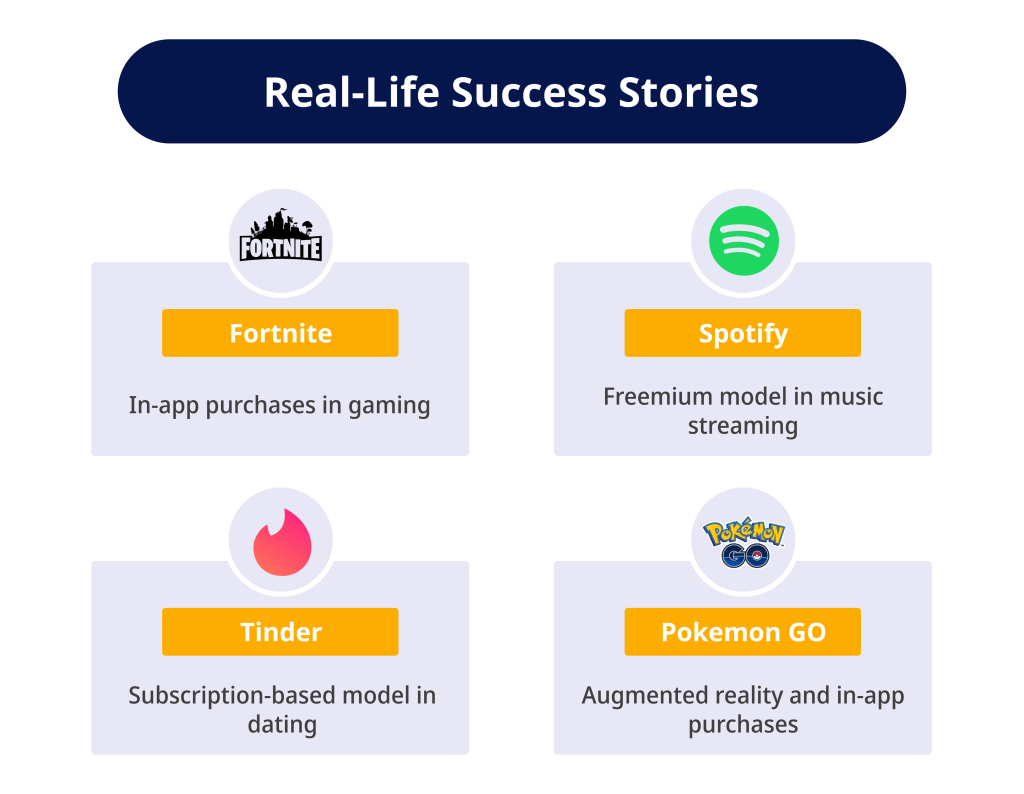 Real-Life Success Stories
FORTNITE
Fortnite
In-app purchases in gaming
Spotify
Freemium model in music
streaming
Tinder
Subscription-based model in
dating
POKéMON
GO
Pokemon GO
Augmented reality and in-app
purchases